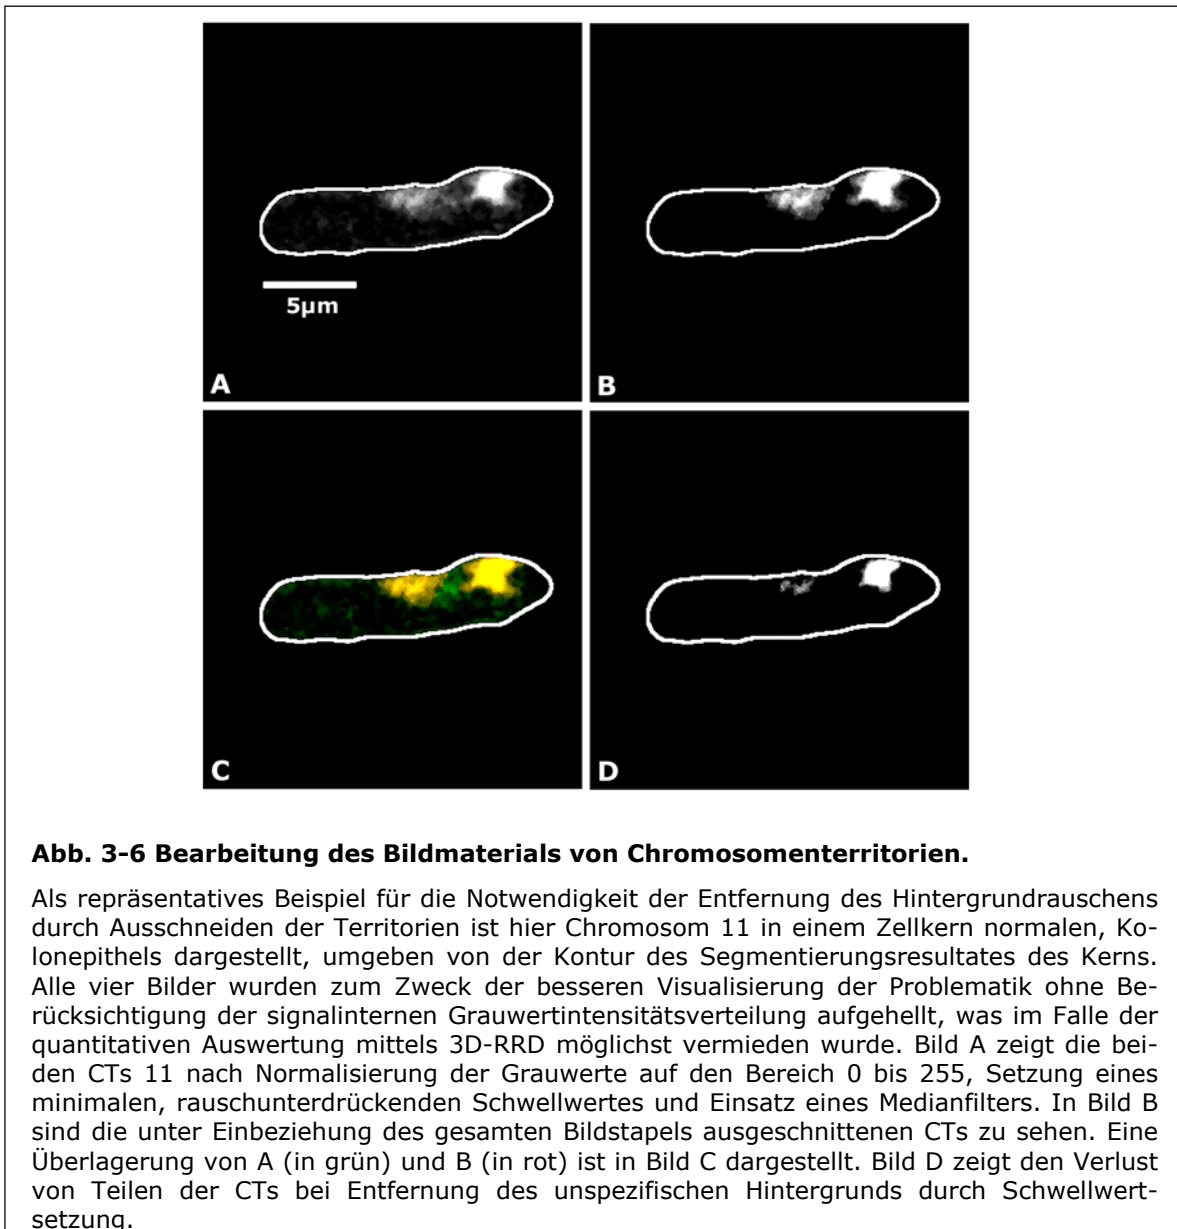 5µm
A
B
C
D
Abb. 3-6 Bearbeitung des Bildmaterials von Chromosomenterritorien.
Als repräsentatives Beispiel für die Notwendigkeit der Entfernung des Hintergrundrauschens
durch Ausschneiden der Territorien ist hier Chromosom 11 in einem Zellkern normalen, Ko-
lonepithels dargestellt, umgeben von der Kontur des Segmentierungsresultates des Kerns.
Alle vier Bilder wurden zum Zweck der besseren Visualisierung der Problematik ohne Be-
rücksichtigung der signalinternen Grauwertintensitätsverteilung aufgehellt, was im Falle der
quantitativen Auswertung mittels 3D-RRD möglichst vermieden wurde. Bild A zeigt die bei-
den CTs 11 nach Normalisierung der Grauwerte auf den Bereich 0 bis 255, Setzung eines
minimalen, rauschunterdrückenden Schwellwertes und Einsatz eines Medianfilters. In Bild B
sind die unter Einbeziehung des gesamten Bildstapels ausgeschnittenen CTs zu sehen. Eine
Überlagerung von A (in grün) und B (in rot) ist in Bild C dargestellt. Bild D zeigt den Verlust
von Teilen der CTs bei Entfernung des unspezifischen Hintergrunds durch Schwellwert-
setzung.